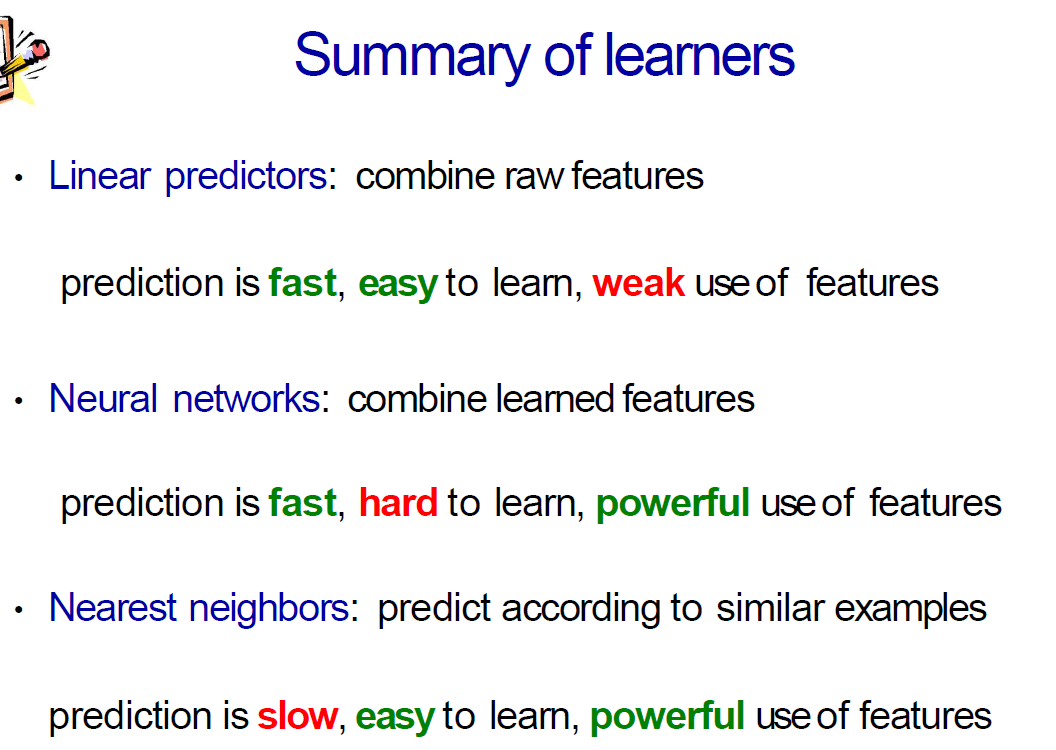 Summary of learners
• Linear predictors: combine raw features
prediction is fast, easy to learn, weak use of features
• Neural networks: combine learned features
prediction is fast, hard to learn, powerful use of features
• Nearest neighbors: predict according to similar examples
prediction is slow, easy to learn, powerful use of features